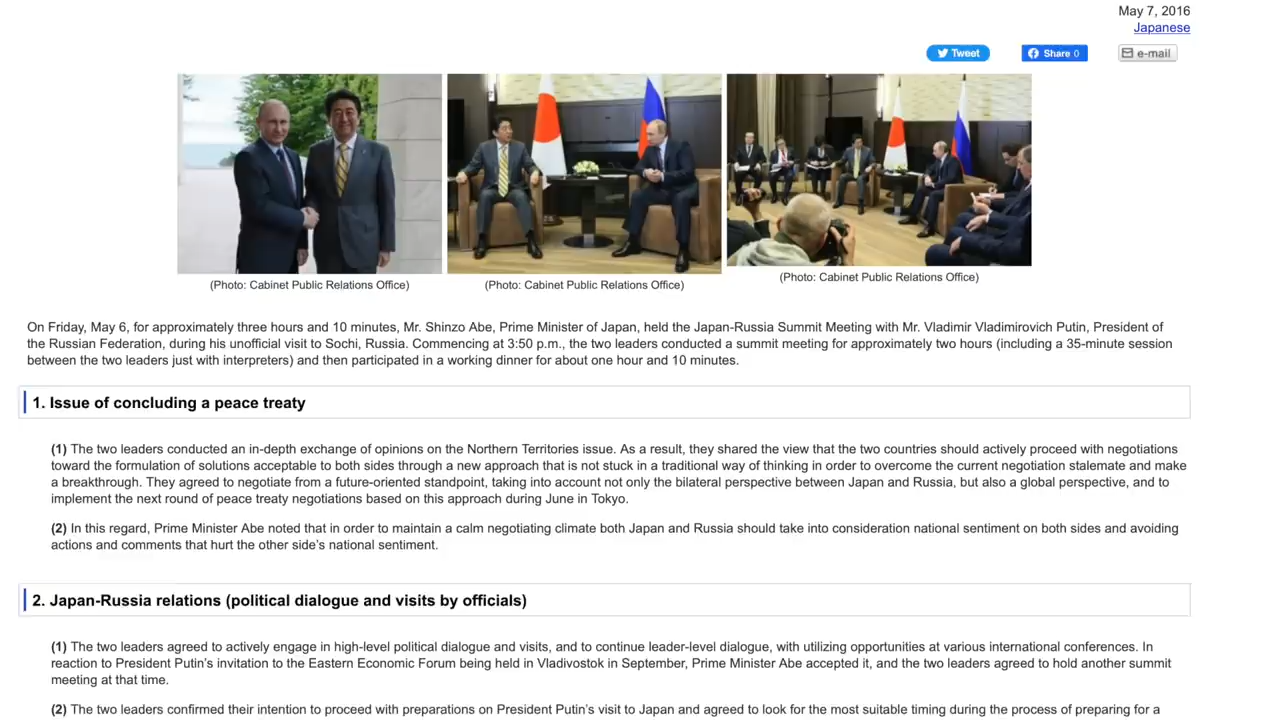 May 7, 2016
Japanese
Tweet
Share 0
e-mail
(Photo: Cabinet Public Relations Office)
(Photo: Cabinet Public Relations Office)
(Photo: Cabinet Public Relations Office)
On Friday, May 6, for approximately three hours and 10 minutes, Mr. Shinzo Abe, Prime Minister of Japan, held the Japan-Russia Summit Meeting with Mr. Vladimir Vladimirovich Putin, President of
the Russian Federation, during his unofficial visit to Sochi, Russia. Commencing at 3:50 p.m., the two leaders conducted a summit meeting for approximately two hours (including a 35-minute session
between the two leaders just with interpreters) and then participated in a working dinner for about one hour and 10 minutes.
1. Issue of concluding a peace treaty
(1) The two leaders conducted an in-depth exchange of opinions on the Northern Territories issue. As a result, they shared the view that the two countries should actively proceed with negotiations
toward the formulation of solutions acceptable to both sides through a new approach that is not stuck in a traditional way of thinking in order to overcome the current negotiation stalemate and make
a breakthrough. They agreed to negotiate from a future-oriented standpoint, taking into account not only the bilateral perspective between Japan and Russia, but also a global perspective, and to
implement the next round of peace treaty negotiations based on this approach during June in Tokyo.
(2) In this regard, Prime Minister Abe noted that in order to maintain a calm negotiating climate both Japan and Russia should take into consideration national sentiment on both sides and avoiding
actions and comments that hurt the other side's national sentiment.
2. Japan-Russia relations (political dialogue and visits by officials)
(1) The two leaders agreed to actively engage in high-level political dialogue and visits, and to continue leader-level dialogue, with utilizing opportunities at various international conferences. In
reaction to President Putin's invitation to the Eastern Economic Forum being held in Vladivostok in September, Prime Minister Abe accepted it, and the two leaders agreed to hold another summit
meeting at that time.
(2) The two leaders confirmed their intention to proceed with preparations on President Putin's visit to Japan and agreed to look for the most suitable timing during the process of preparing for a